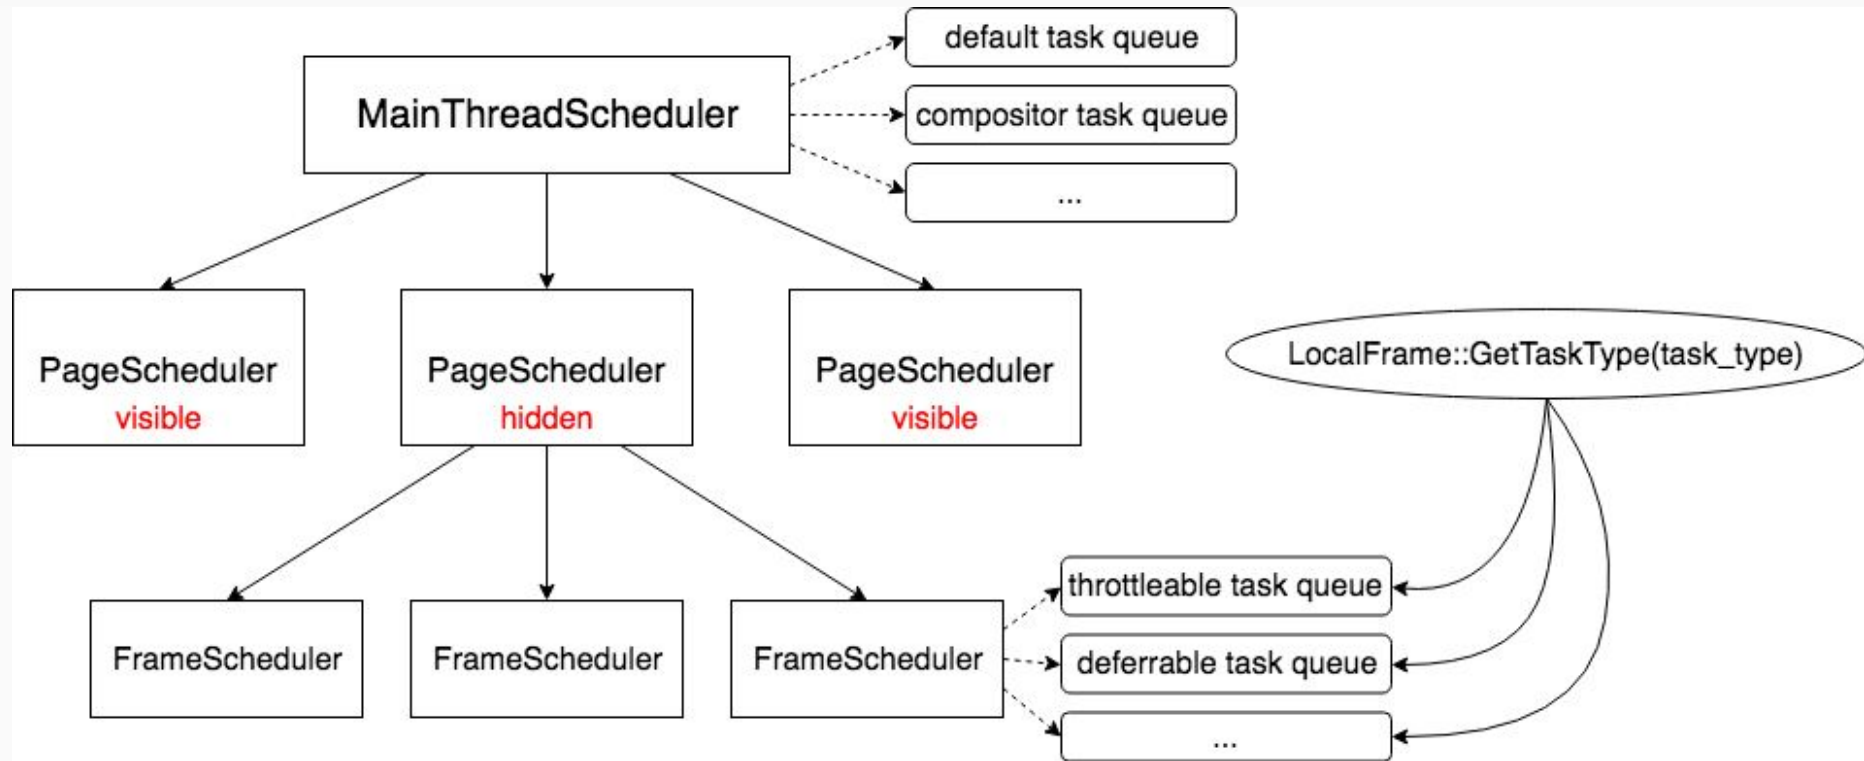 default task queue
MainThreadScheduler
compositor task queue
...
PageScheduler
visible
PageScheduler
hidden
PageScheduler
visible
LocalFrame::GetTaskType(task_type)
FrameScheduler
FrameScheduler
FrameScheduler
throttleable task queue
deferrable task queue
...